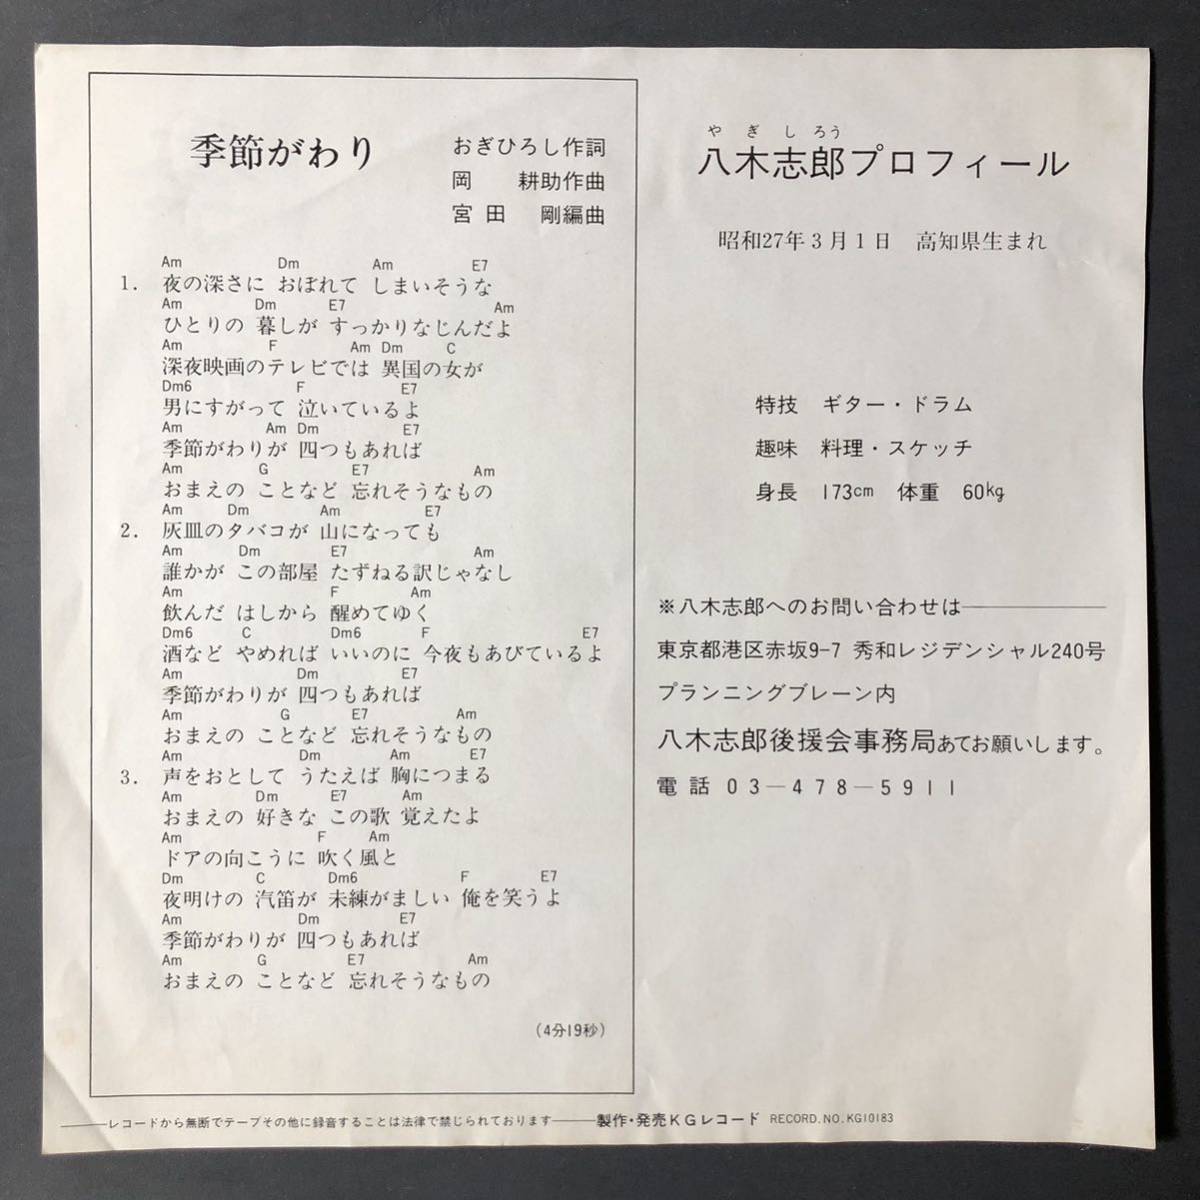 季節がわり
おぎひろし作詞
岡　耕助作曲
宮田　剛編曲
Am Dm Am E7
1. 夜の深さに おぼれて しまいそうな
Am Dm E7 Am
ひとりの 暮しが すっかりなじんだよ
Am F Am Dm C
深夜映画のテレビでは 異国の女が
Dm6 F E7
男にすがって 泣いているよ
Am Am Dm E7
季節がわりが 四つもあれば
Am G E7 Am
おまえの ことなど 忘れそうなもの
Am Dm Am E7
2. 灰皿のタバコが 山になっても
Am Dm E7 Am
誰かが この部屋 たずねる訳じゃなし
Am F Am
飲んだ はしから 醒めてゆく
Dm6 C Dm6 F E7
酒など やめれば いいのに 今夜もあびているよ
Am Dm E7
季節がわりが 四つもあれば
Am G E7 Am
おまえの ことなど 忘れそうなもの
Am Dm Am E7
3. 声をおとして うたえば 胸につまる
Am Dm E7 Am
おまえの 好きな この歌 覚えたよ
Am F Am
ドアの向こうに 吹く風と
Dm C Dm6 F E7
夜明けの 汽笛が 未練がましい 俺を笑うよ
Am Dm E7
季節がわりが 四つもあれば
Am G E7 Am
おまえの ことなど 忘れそうなもの
(4分19秒)
やぎしろう
八木志郎プロフィール
昭和27年3月1日　高知県生まれ
特技　ギター・ドラム
趣味　料理・スケッチ
身長　173cm　体重　60kg
※八木志郎へのお問い合わせは――――
東京都港区赤坂9-7 秀和レジデンシャル240号
プランニングブレーン内
八木志郎後援会事務局あてお願いします。
電話 03―478―5911
――レコードから無断でテープその他に録音することは法律で禁じられております――製作・発売KGレコード RECORD.NO.KG10183